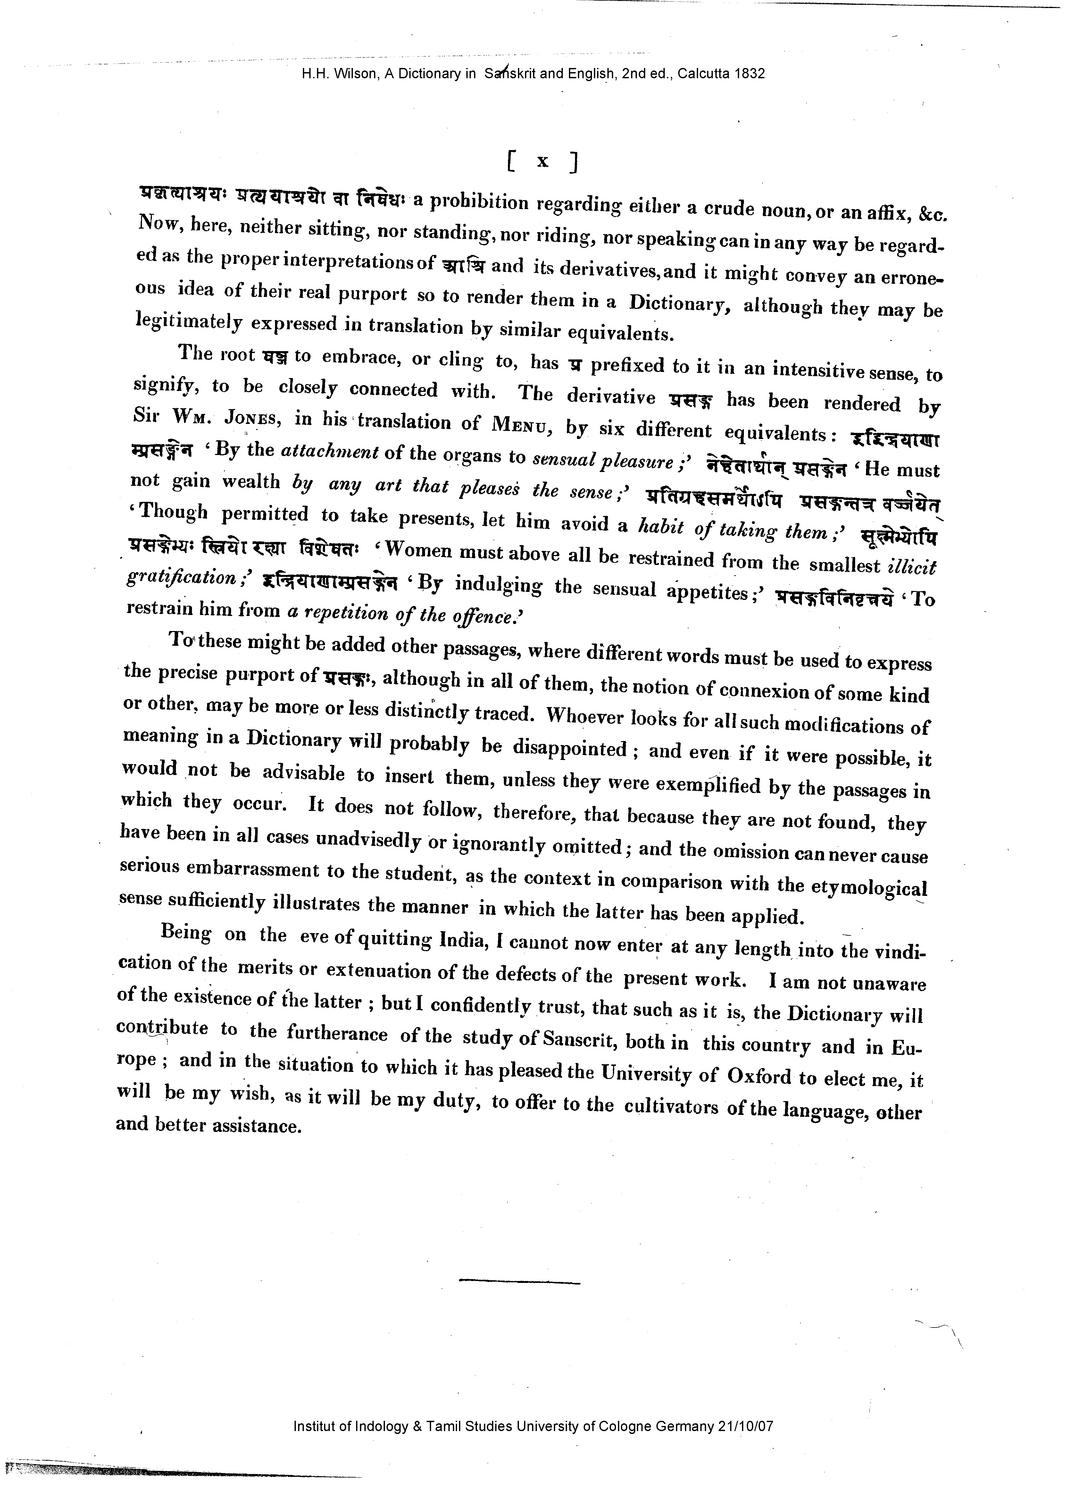 H.H. Wilson, A Dictionary in Sanskrit and English, 2nd ed., Calcutta 1832
[ x ]
प्रकृत्याश्रयः प्रत्ययाश्रयो वा निषेधः a prohibition regarding either a crude noun, or an affix, &c.
Now, here, neither sitting, nor standing, nor riding, nor speaking can in any way be regard-
ed as the proper interpretations of and its derivatives, and it might convey an errone-
ous idea of their real purport so to render them in a Dictionary, although they may be
legitimately expressed in translation by similar equivalents.
The root षञ्ज to embrace, or cling to, has प्र prefixed to it in an intensitive sense, to
signify, to be closely connected with. The derivative प्रसङ्ग has been rendered by
Sir WM. JONES, in his translation of MENU, by six different equivalents : इन्द्रियाणा
म्प्रसङ्गेन ‘By the attachment of the organs to sensual pleasure ;’ नेहेतार्थान् प्रसङ्गेन ‘He must
not gain wealth by any art that pleases the sense ;’ प्रतिग्रहसमर्थोऽपि प्रसङ्गन्तत्र वर्ज्जयेत्
‘Though permitted to take presents, let him avoid a habit of taking them ;’ सूक्ष्मेभ्योपि
प्रसङ्गेभ्यः स्त्रियो रक्ष्या विशेषतः ‘Women must above all be restrained from the smallest illicit
gratification ;’ इन्द्रियाणाम्प्रसङ्गेन ‘By indulging the sensual appetites ;’ प्रसङ्गविनिवृत्तये ‘To
restrain him from a repetition of the offence.’
To these might be added other passages, where different words must be used to express
the precise purport of प्रसङ्गः, although in all of them, the notion of connexion of some kind
or other, may be more or less distinctly traced. Whoever looks for all such modifications of
meaning in a Dictionary will probably be disappointed ; and even if it were possible, it
would not be advisable to insert them, unless they were exemplified by the passages in
which they occur. It does not follow, therefore, that because they are not found, they
have been in all cases unadvisedly or ignorantly omitted ; and the omission can never cause
serious embarrassment to the student, as the context in comparison with the etymological
sense sufficiently illustrates the manner in which the latter has been applied.
Being on the eve of quitting India, I cannot now enter at any length into the vindi-
cation of the merits or extenuation of the defects of the present work. I am not unaware
of the existence of the latter ; but I confidently trust, that such as it is, the Dictionary will
contribute to the furtherance of the study of Sanscrit, both in this country and in Eu-
rope ; and in the situation to which it has pleased the University of Oxford to elect me, it
will be my wish, as it will be my duty, to offer to the cultivators of the language, other
and better assistance.
Institut of Indology & Tamil Studies University of Cologne Germany 21/10/07